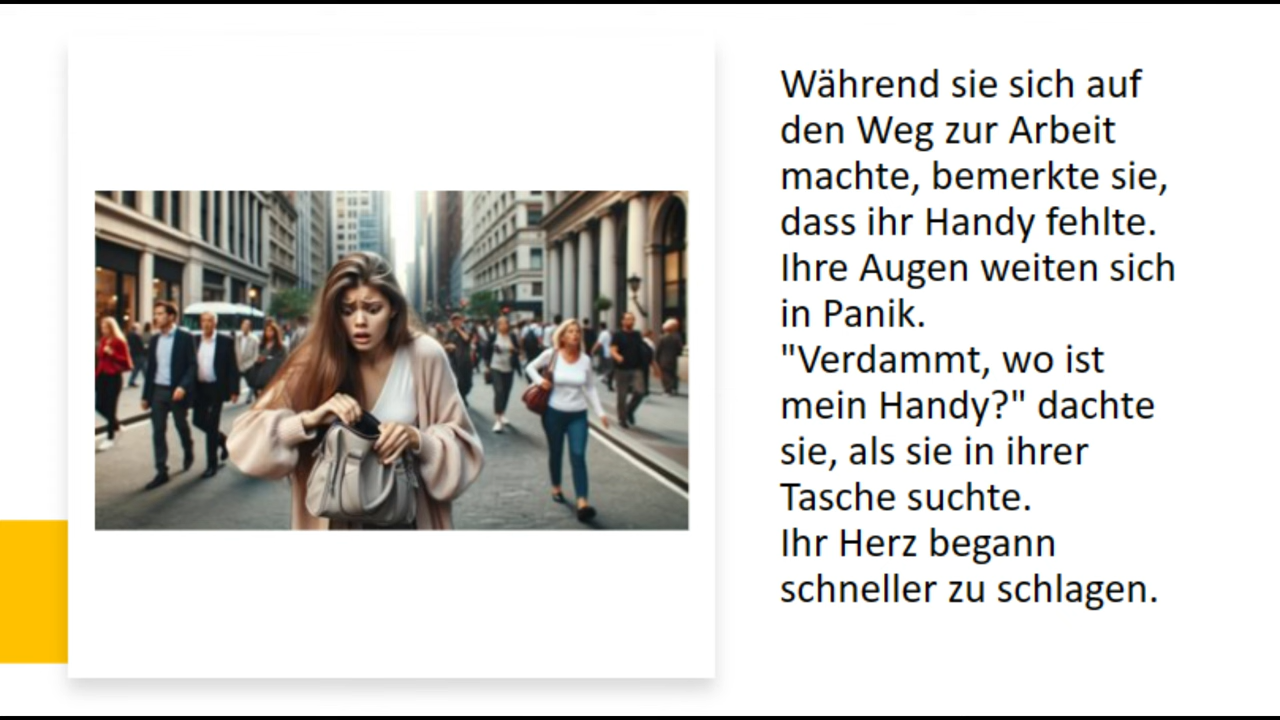 Während sie sich auf
den Weg zur Arbeit
machte, bemerkte sie,
dass ihr Handy fehlte.
Ihre Augen weiten sich
in Panik.
"Verdammt, wo ist
mein Handy?" dachte
sie, als sie in ihrer
Tasche suchte.
Ihr Herz begann
schneller zu schlagen.